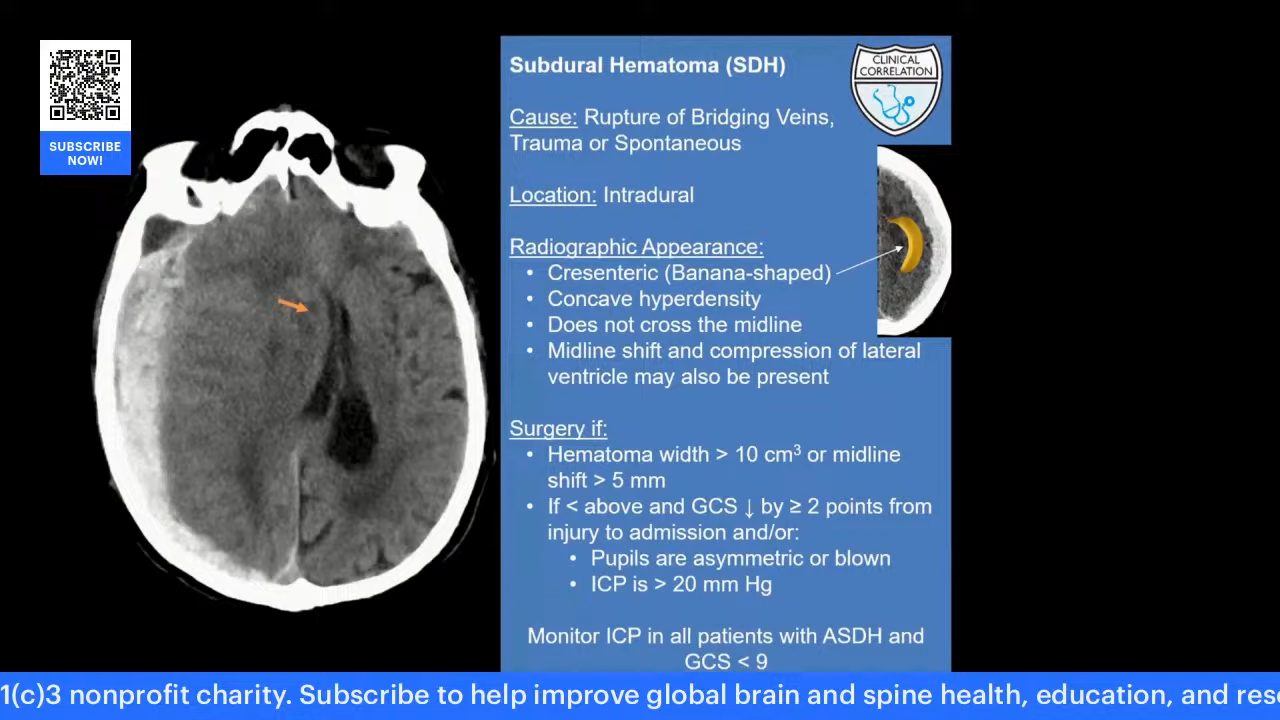 SUBSCRIBE
NOW!
Subdural Hematoma (SDH)
CLINICAL
CORRELATION
Cause: Rupture of Bridging Veins,
Trauma or Spontaneous
Location: Intradural
Radiographic Appearance:
• Cresenteric (Banana-shaped)
• Concave hyperdensity
• Does not cross the midline
• Midline shift and compression of lateral
ventricle may also be present
Surgery if:
• Hematoma width > 10 cm³ or midline
shift > 5 mm
• If < above and GCS ↓ by ≥ 2 points from
injury to admission and/or:
• Pupils are asymmetric or blown
• ICP is > 20 mm Hg
Monitor ICP in all patients with ASDH and
GCS < 9
1(c)3 nonprofit charity. Subscribe to help improve global brain and spine health, education, and rese